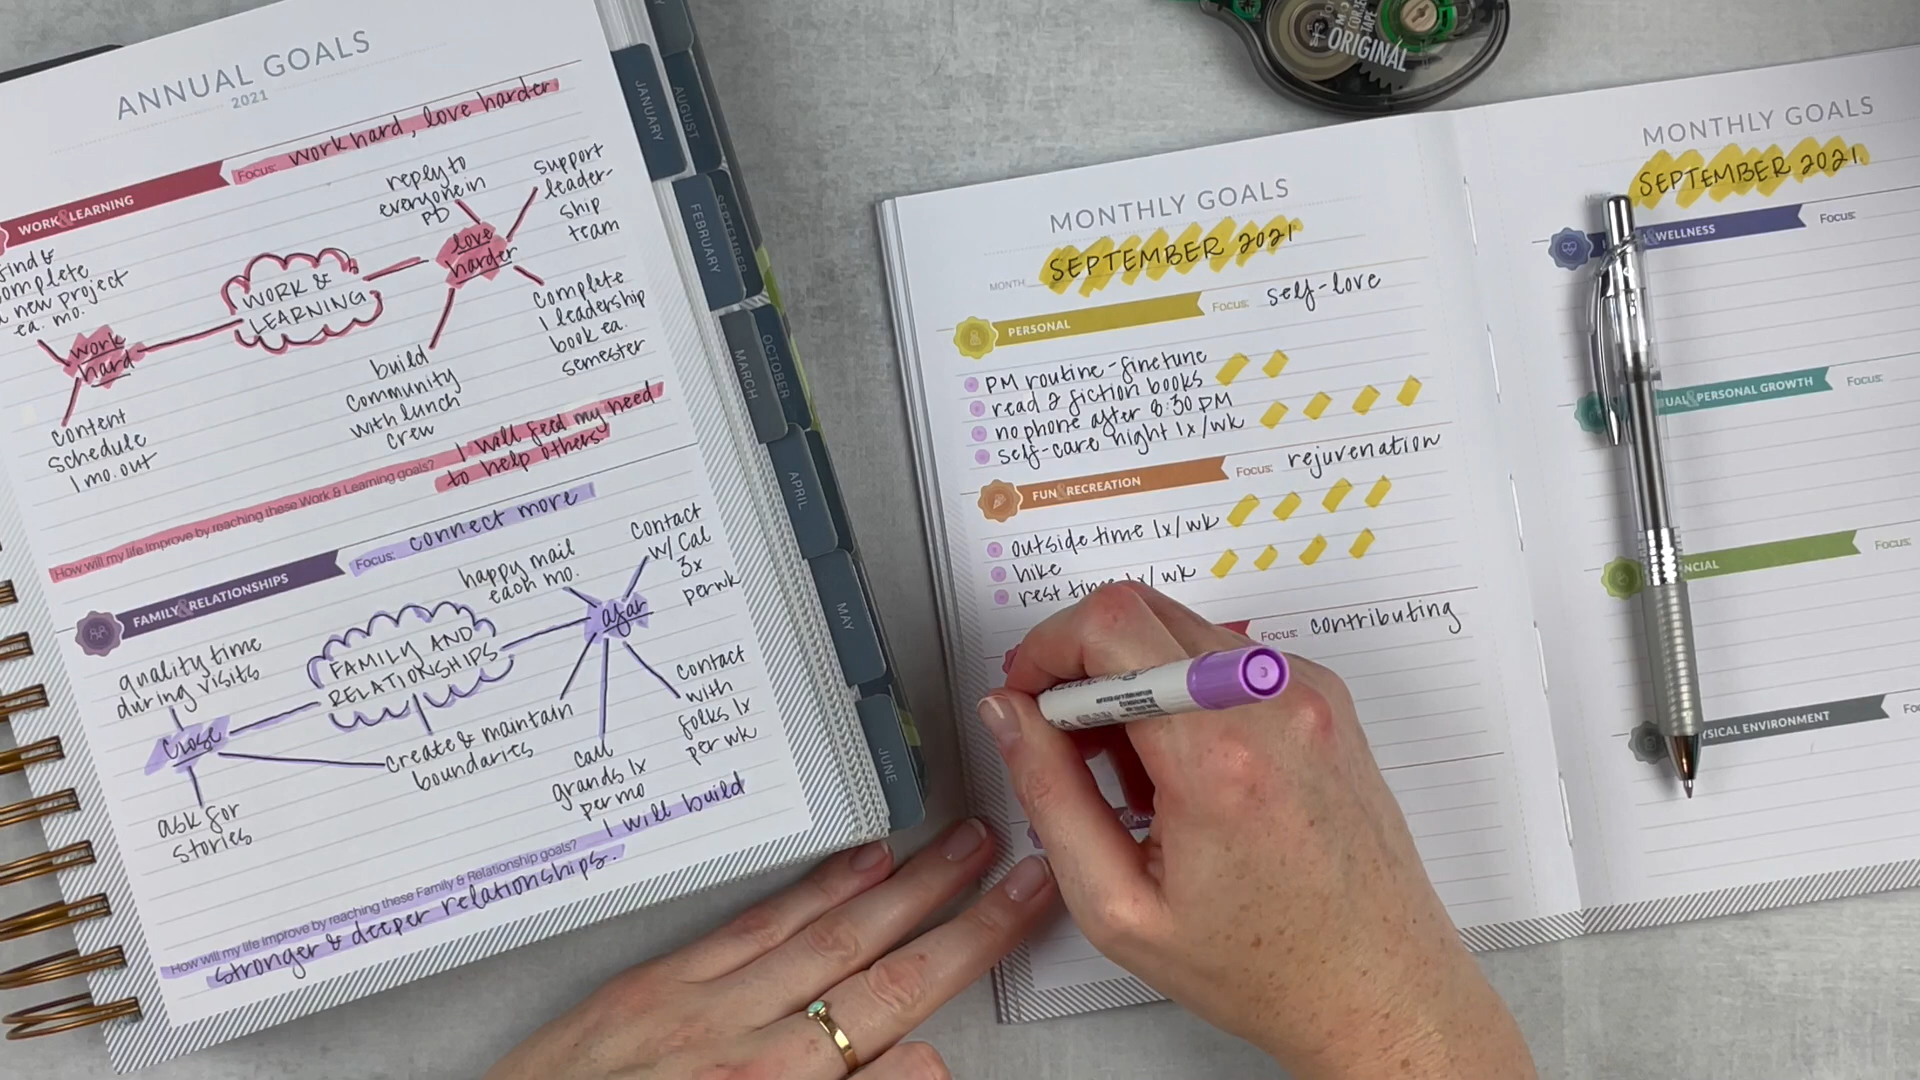 ANNUAL GOALS
2021
WORK & LEARNING
Focus: work hard, love harder
find &
complete
a new project
ea. mo.
work
hard
content
schedule
1 mo. out
WORK &
LEARNING
reply to
everyone in
PD
love
harder
support
leader-
ship
team
complete
1 leadership
book ea.
semester
build
community
with lunch
crew
How will my life improve by reaching these Work & Learning goals? I will feed my need
to help others.
FAMILY & RELATIONSHIPS
Focus: connect more
quality time
during visits
close
ask for
stories
FAMILY AND
RELATIONSHIPS
create & maintain
boundaries
happy mail
each mo.
afar
contact
w/ Cal
3x
per wk
contact
with
folks 1x
per wk
call
grands 1x
per mo
How will my life improve by reaching these Family & Relationship goals? I will build
stronger & deeper relationships.
JANUARY
FEBRUARY
MARCH
APRIL
MAY
JUNE
AUGUST
SEPTEMBER
OCTOBER
ORIGINAL
MONTHLY GOALS
MONTH SEPTEMBER 2021
PERSONAL
Focus: self-love
PM routine - finetune
read 2 fiction books
no phone after 8:30 PM
self-care night 1x/wk
FUN & RECREATION
Focus: rejuvenation
outside time 1x/wk
hike
rest time 1x/wk
Focus: contributing
MONTHLY GOALS
SEPTEMBER 2021
& WELLNESS
Focus:
& PERSONAL GROWTH
Focus:
Focus:
ENVIRONMENT